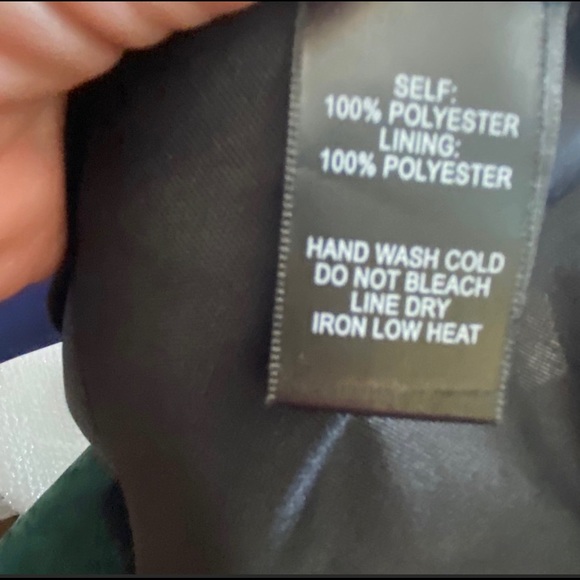 SELF:
100% POLYESTER
LINING:
100% POLYESTER
HAND WASH COLD
DO NOT BLEACH
LINE DRY
IRON LOW HEAT